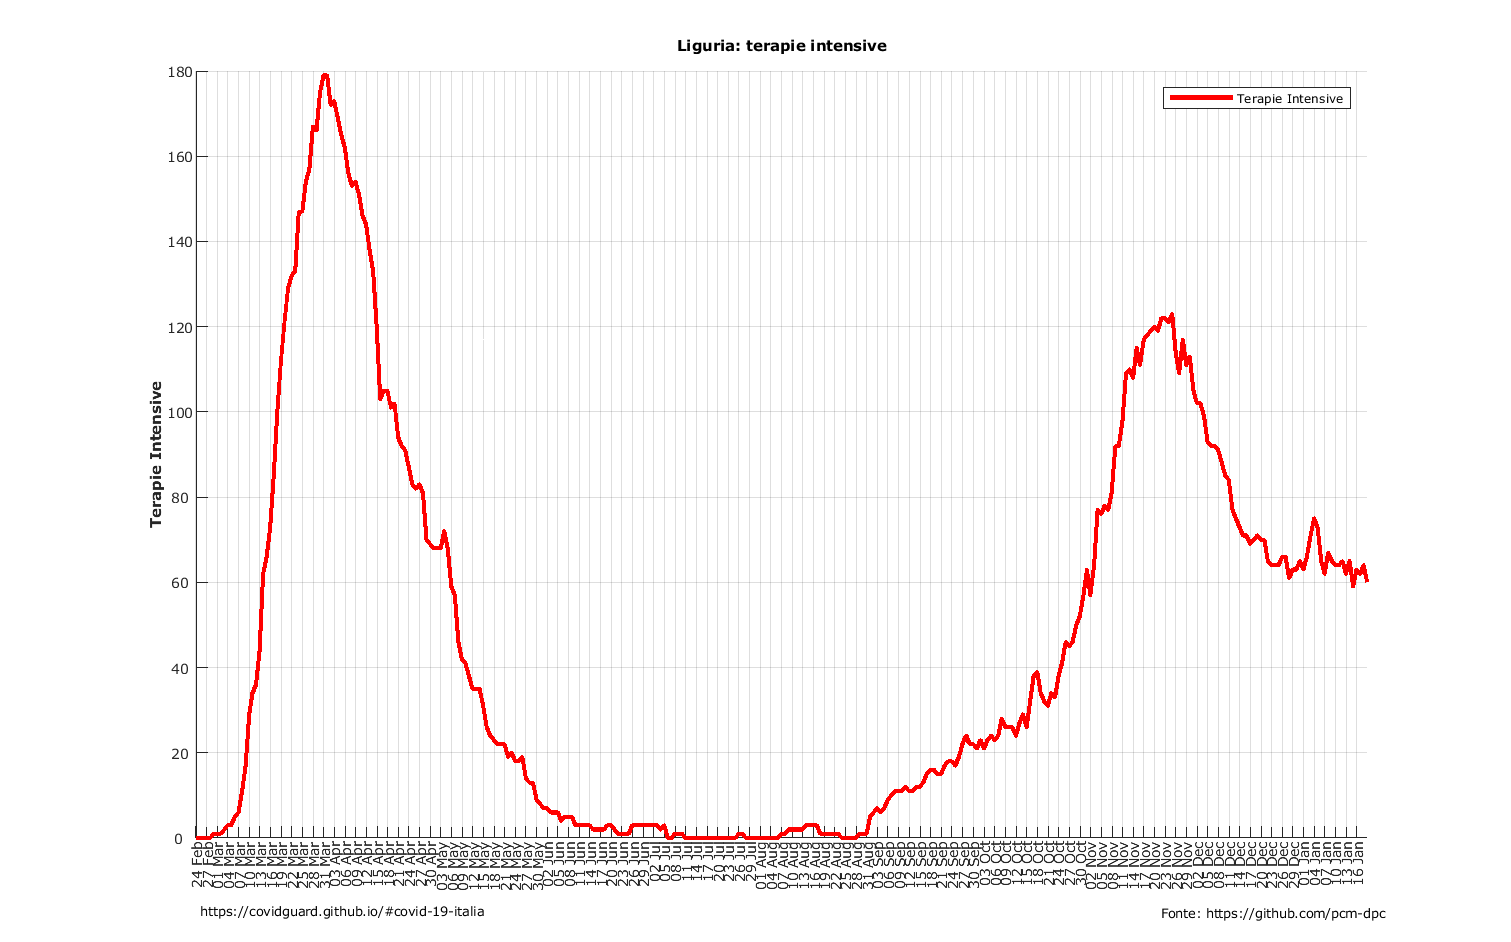 Liguria: terapie intensive
Terapie Intensive
Terapie Intensive
180
160
140
120
100
80
60
40
20
0
24 Feb
27 Feb
01 Mar
04 Mar
07 Mar
10 Mar
13 Mar
16 Mar
19 Mar
22 Mar
25 Mar
28 Mar
31 Mar
03 Apr
06 Apr
09 Apr
12 Apr
15 Apr
18 Apr
21 Apr
24 Apr
27 Apr
30 Apr
03 May
06 May
09 May
12 May
15 May
18 May
21 May
24 May
27 May
30 May
02 Jun
05 Jun
08 Jun
11 Jun
14 Jun
17 Jun
20 Jun
23 Jun
26 Jun
29 Jun
02 Jul
05 Jul
08 Jul
11 Jul
14 Jul
17 Jul
20 Jul
23 Jul
26 Jul
29 Jul
01 Aug
04 Aug
07 Aug
10 Aug
13 Aug
16 Aug
19 Aug
22 Aug
25 Aug
28 Aug
31 Aug
03 Sep
06 Sep
09 Sep
12 Sep
15 Sep
18 Sep
21 Sep
24 Sep
27 Sep
30 Sep
03 Oct
06 Oct
09 Oct
12 Oct
15 Oct
18 Oct
21 Oct
24 Oct
27 Oct
30 Oct
02 Nov
05 Nov
08 Nov
11 Nov
14 Nov
17 Nov
20 Nov
23 Nov
26 Nov
29 Nov
02 Dec
05 Dec
08 Dec
11 Dec
14 Dec
17 Dec
20 Dec
23 Dec
26 Dec
29 Dec
01 Jan
04 Jan
07 Jan
10 Jan
13 Jan
16 Jan
https://covidguard.github.io/#covid-19-italia
Fonte: https://github.com/pcm-dpc